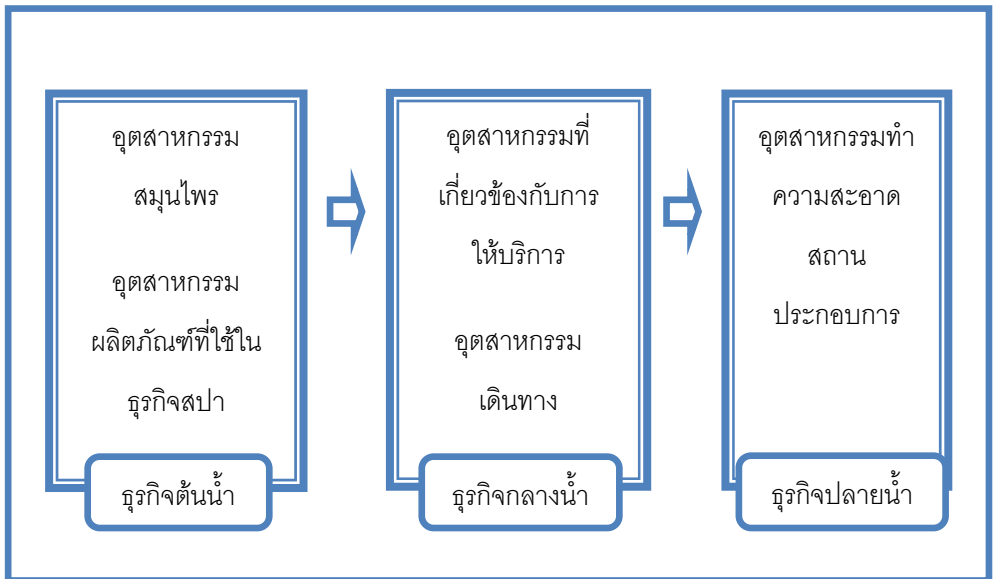 อุตสาหกรรม
สมุนไพร
อุตสาหกรรม
ผลิตภัณฑ์ที่ใช้ใน
ธุรกิจสปา
ธุรกิจต้นน้ำ
อุตสาหกรรมที่
เกี่ยวข้องกับการ
ให้บริการ
อุตสาหกรรม
เดินทาง
ธุรกิจกลางน้ำ
อุตสาหกรรมทำ
ความสะอาด
สถาน
ประกอบการ
ธุรกิจปลายน้ำ